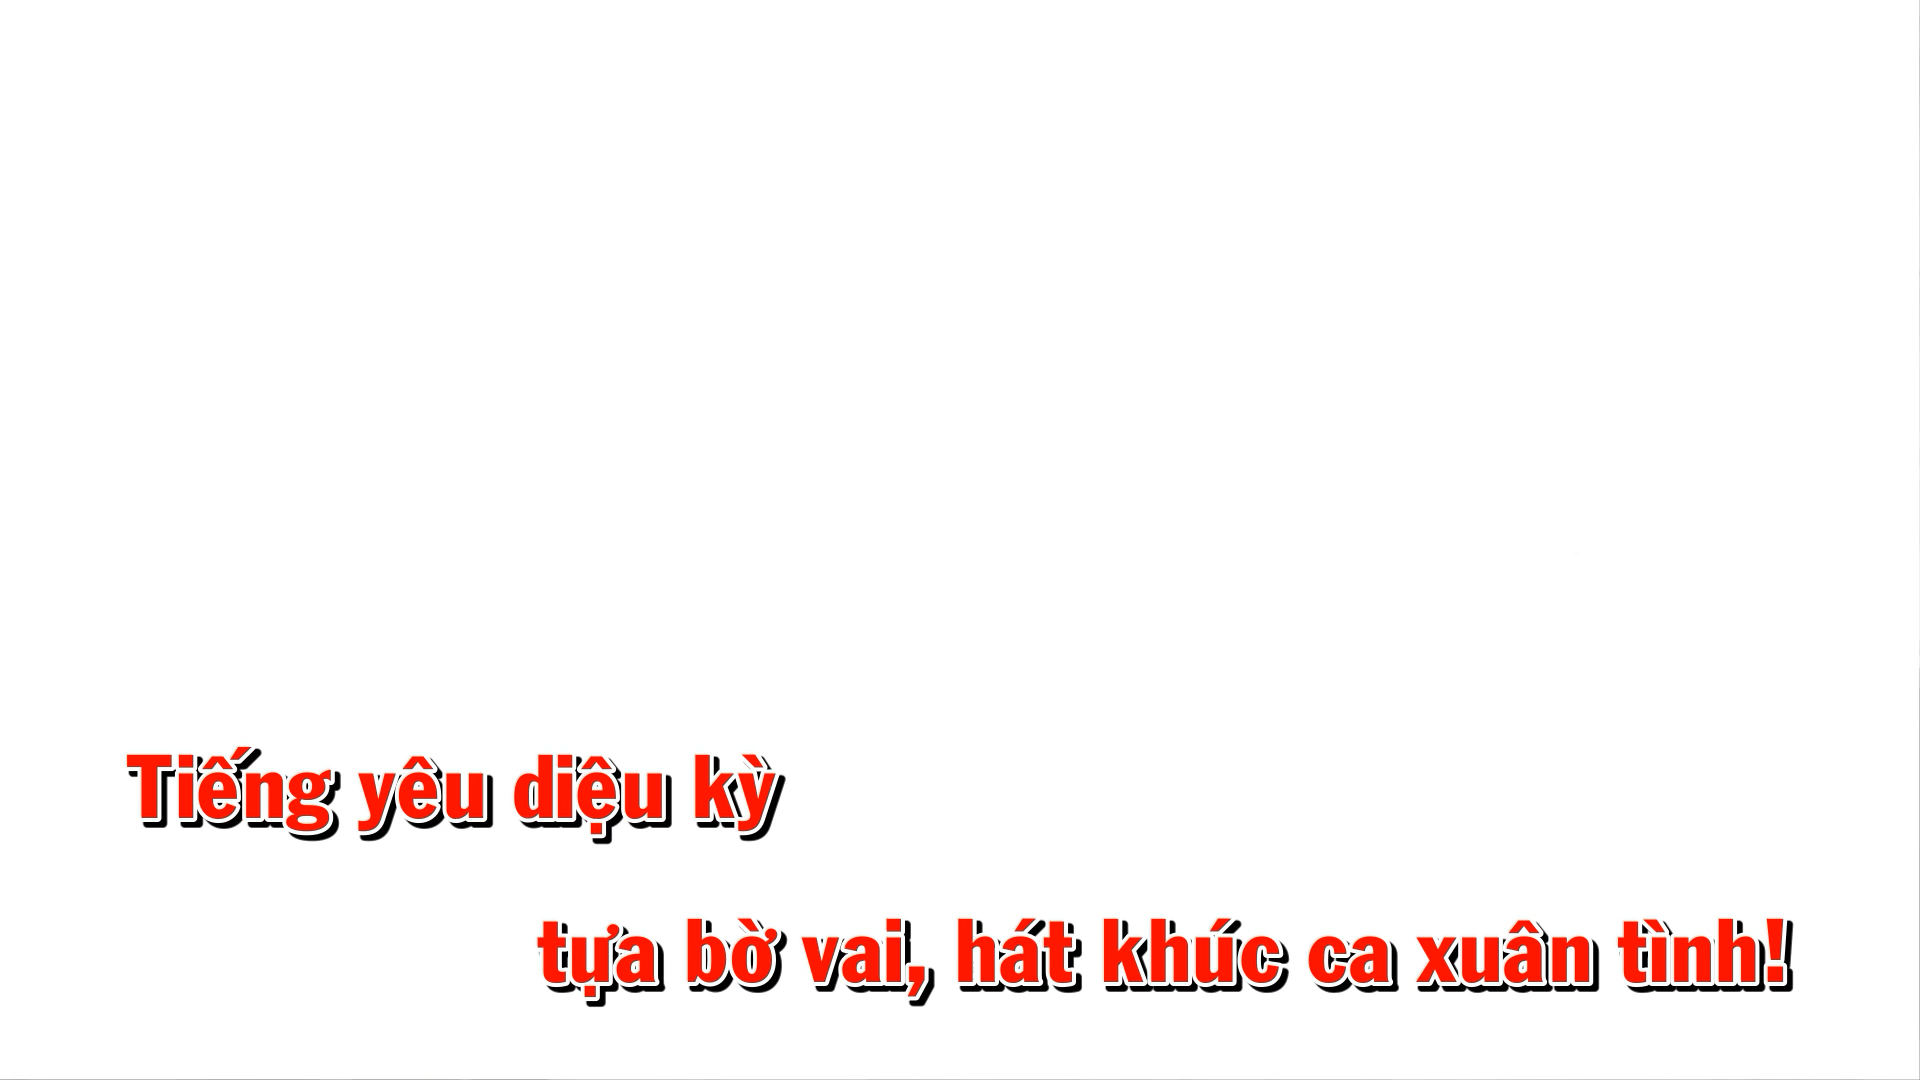 Tiếng yêu diệu kỳ
tựa bờ vai, hát khúc ca xuân tình!